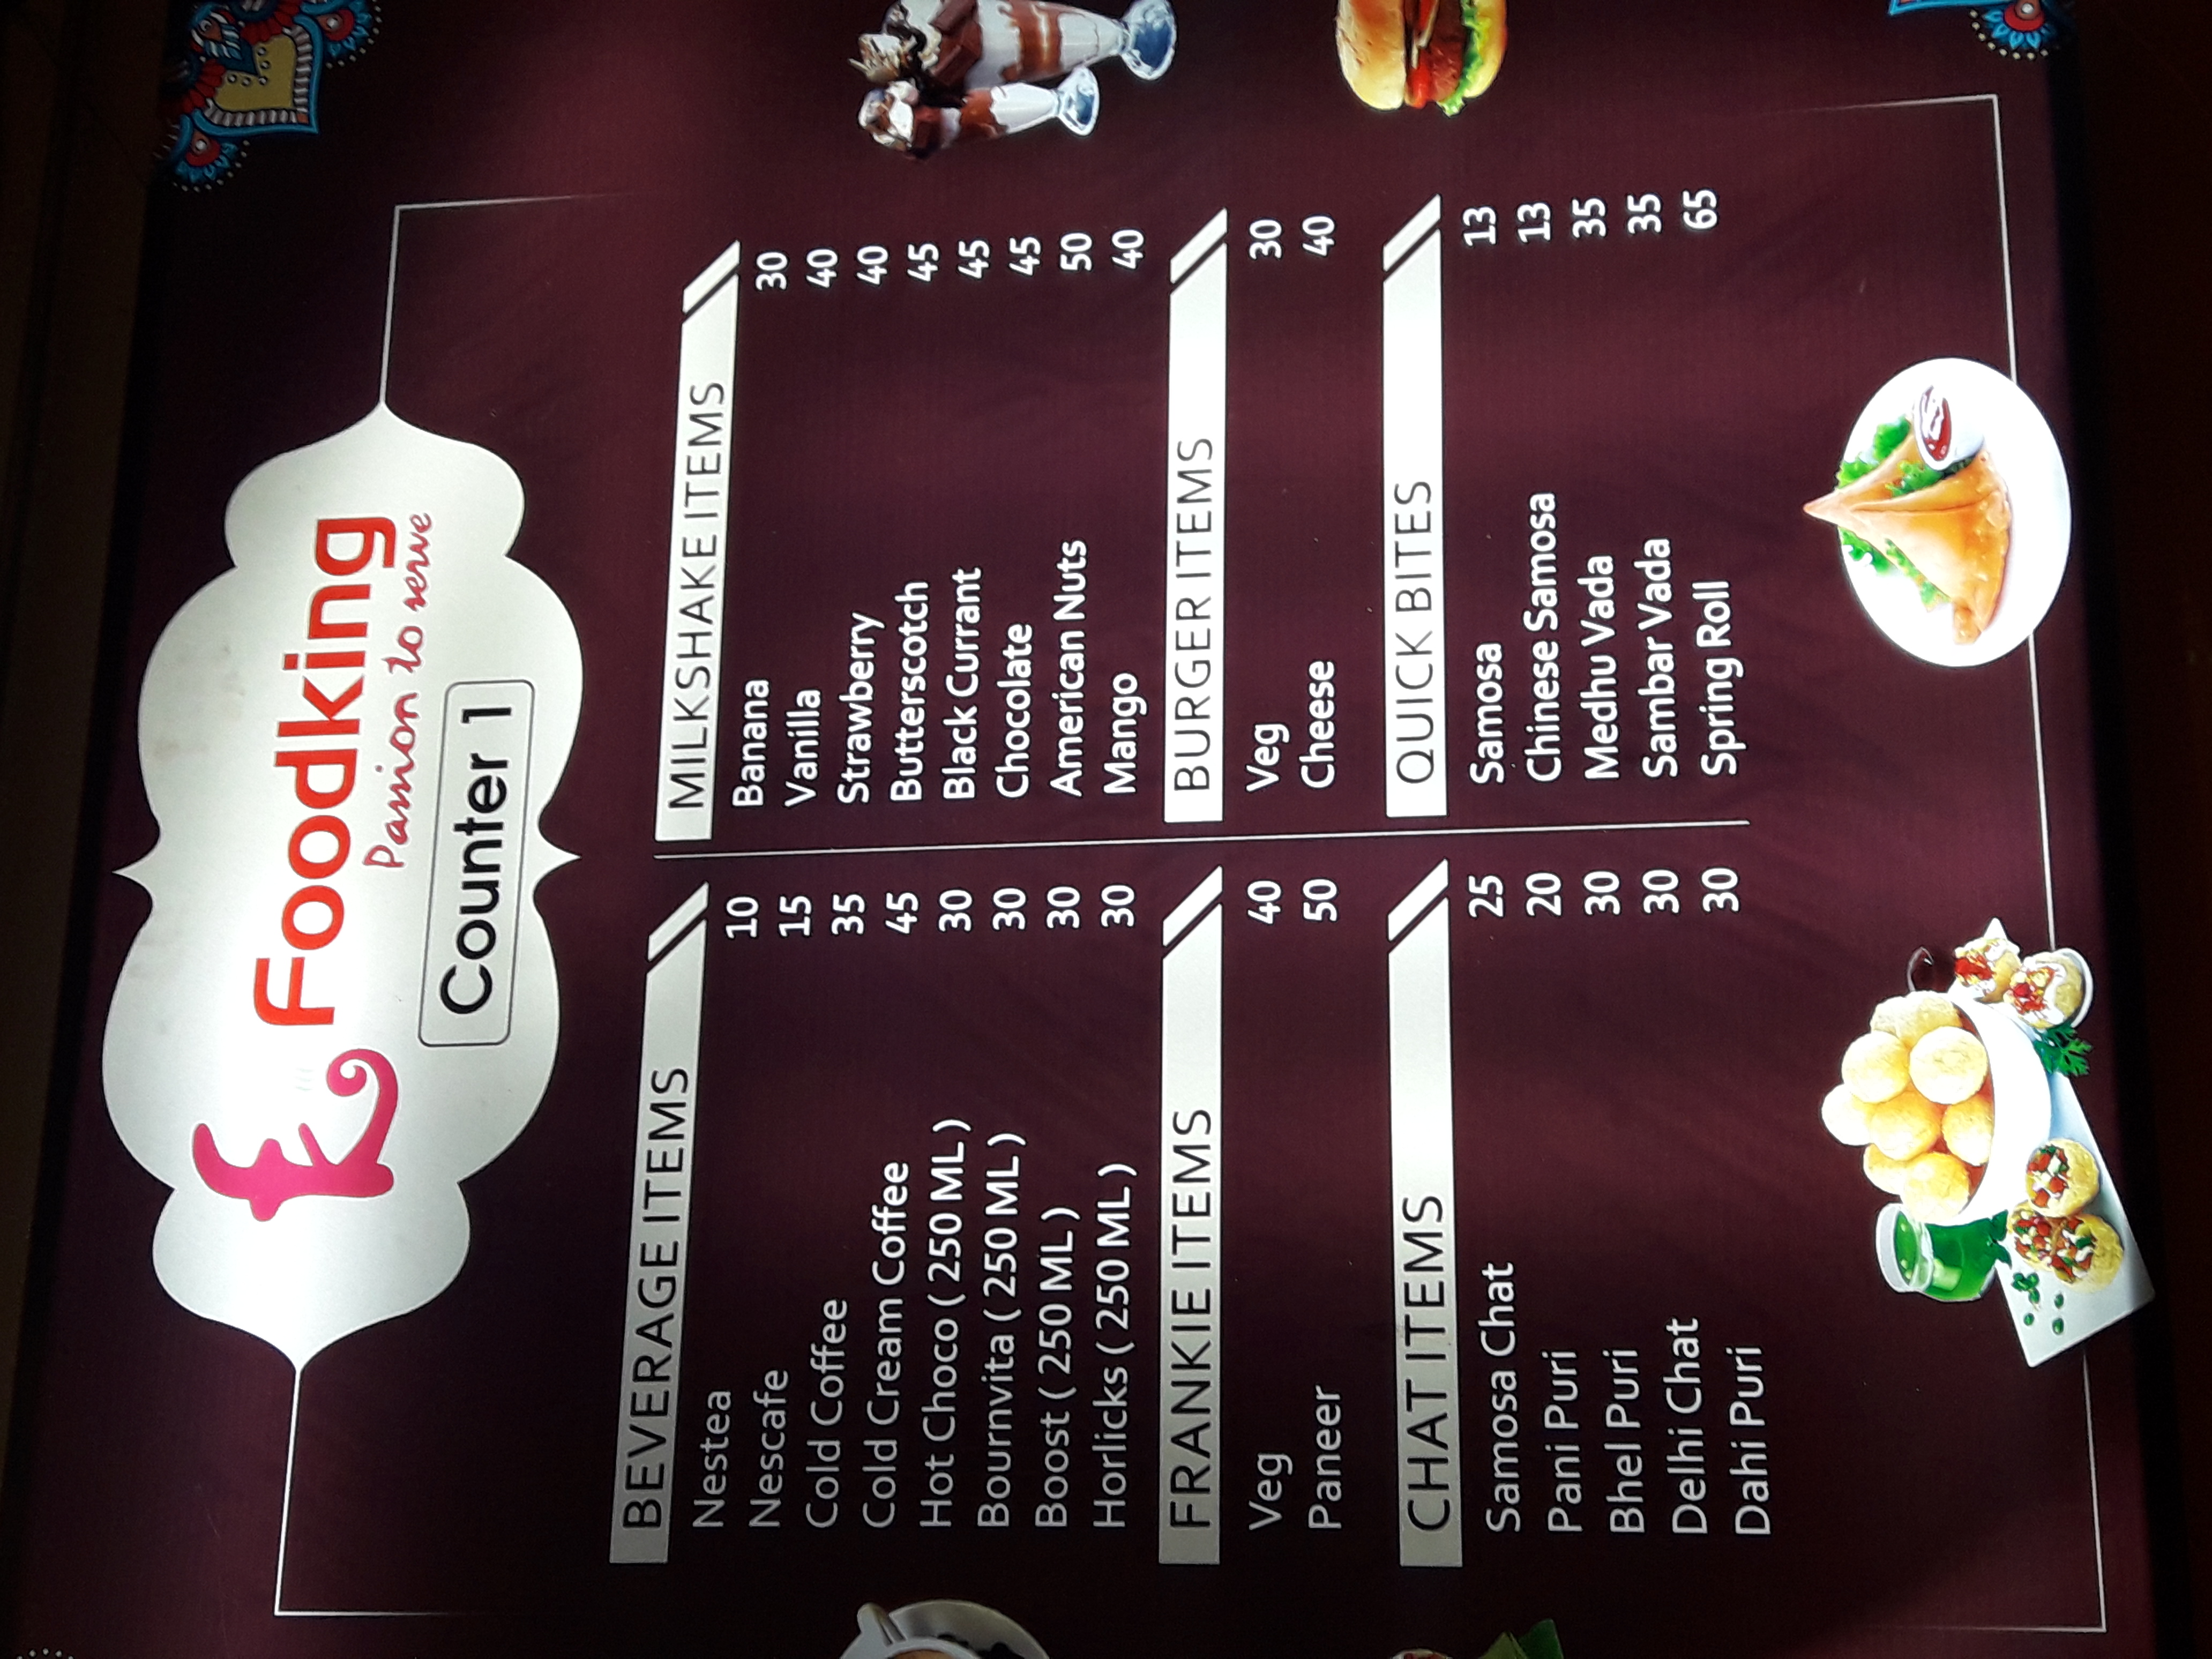 Foodking
Passion to serve
Counter 1
BEVERAGE ITEMS
Nestea 10
Nescafe 15
Cold Coffee 35
Cold Cream Coffee 45
Hot Choco ( 250 ML ) 30
Bournvita ( 250 ML ) 30
Boost ( 250 ML ) 30
Horlicks ( 250 ML ) 30
FRANKIE ITEMS
Veg 40
Paneer 50
CHAT ITEMS
Samosa Chat 25
Pani Puri 20
Bhel Puri 30
Delhi Chat 30
Dahi Puri 30
MILKSHAKE ITEMS
Banana 30
Vanilla 40
Strawberry 40
Butterscotch 45
Black Currant 45
Chocolate 45
American Nuts 50
Mango 40
BURGER ITEMS
Veg 30
Cheese 40
QUICK BITES
Samosa 13
Chinese Samosa 13
Medhu Vada 35
Sambar Vada 35
Spring Roll 65